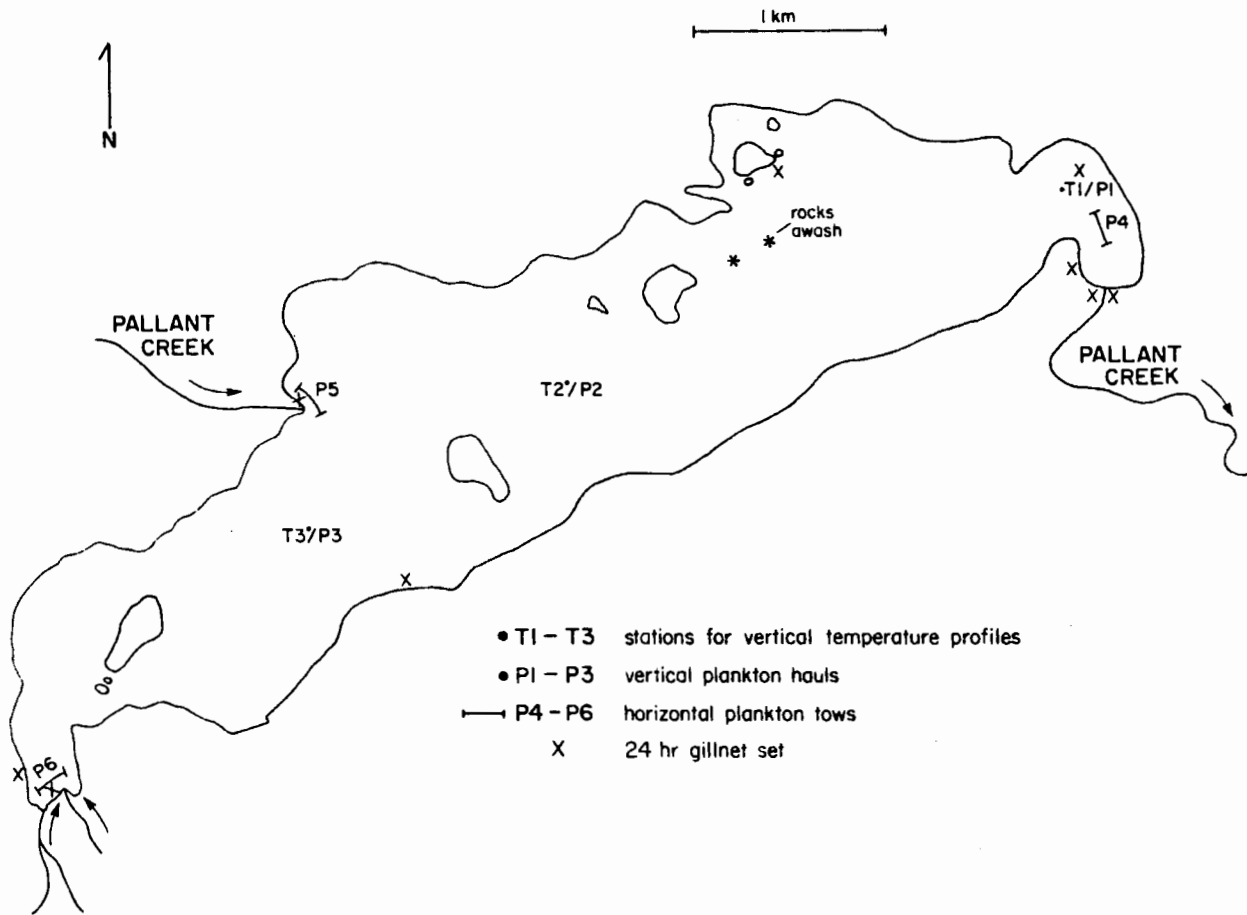 1 km
N
rocks
awash
T1/P1
P4
PALLANT
CREEK
P5
T2/P2
PALLANT
CREEK
T3/P3
P6
T1 – T3 stations for vertical temperature profiles
P1 – P3 vertical plankton hauls
P4 – P6 horizontal plankton tows
X 24 hr gillnet set